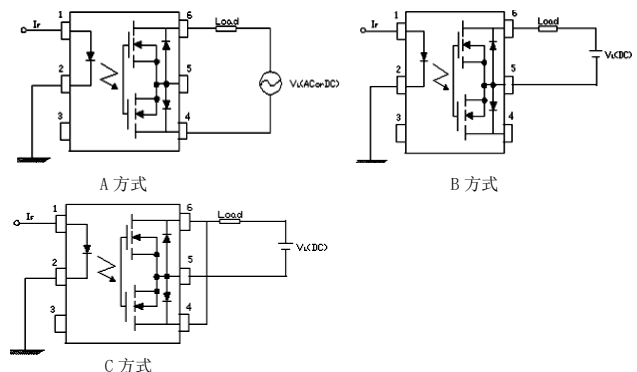 1 IF 2 3 6 Load 5 4 VL(ACorDC)
A 方式
1 IF 2 3 6 Load 5 4 VL(DC)
B 方式
1 IF 2 3 6 Load 5 4 VL(DC)
C 方式